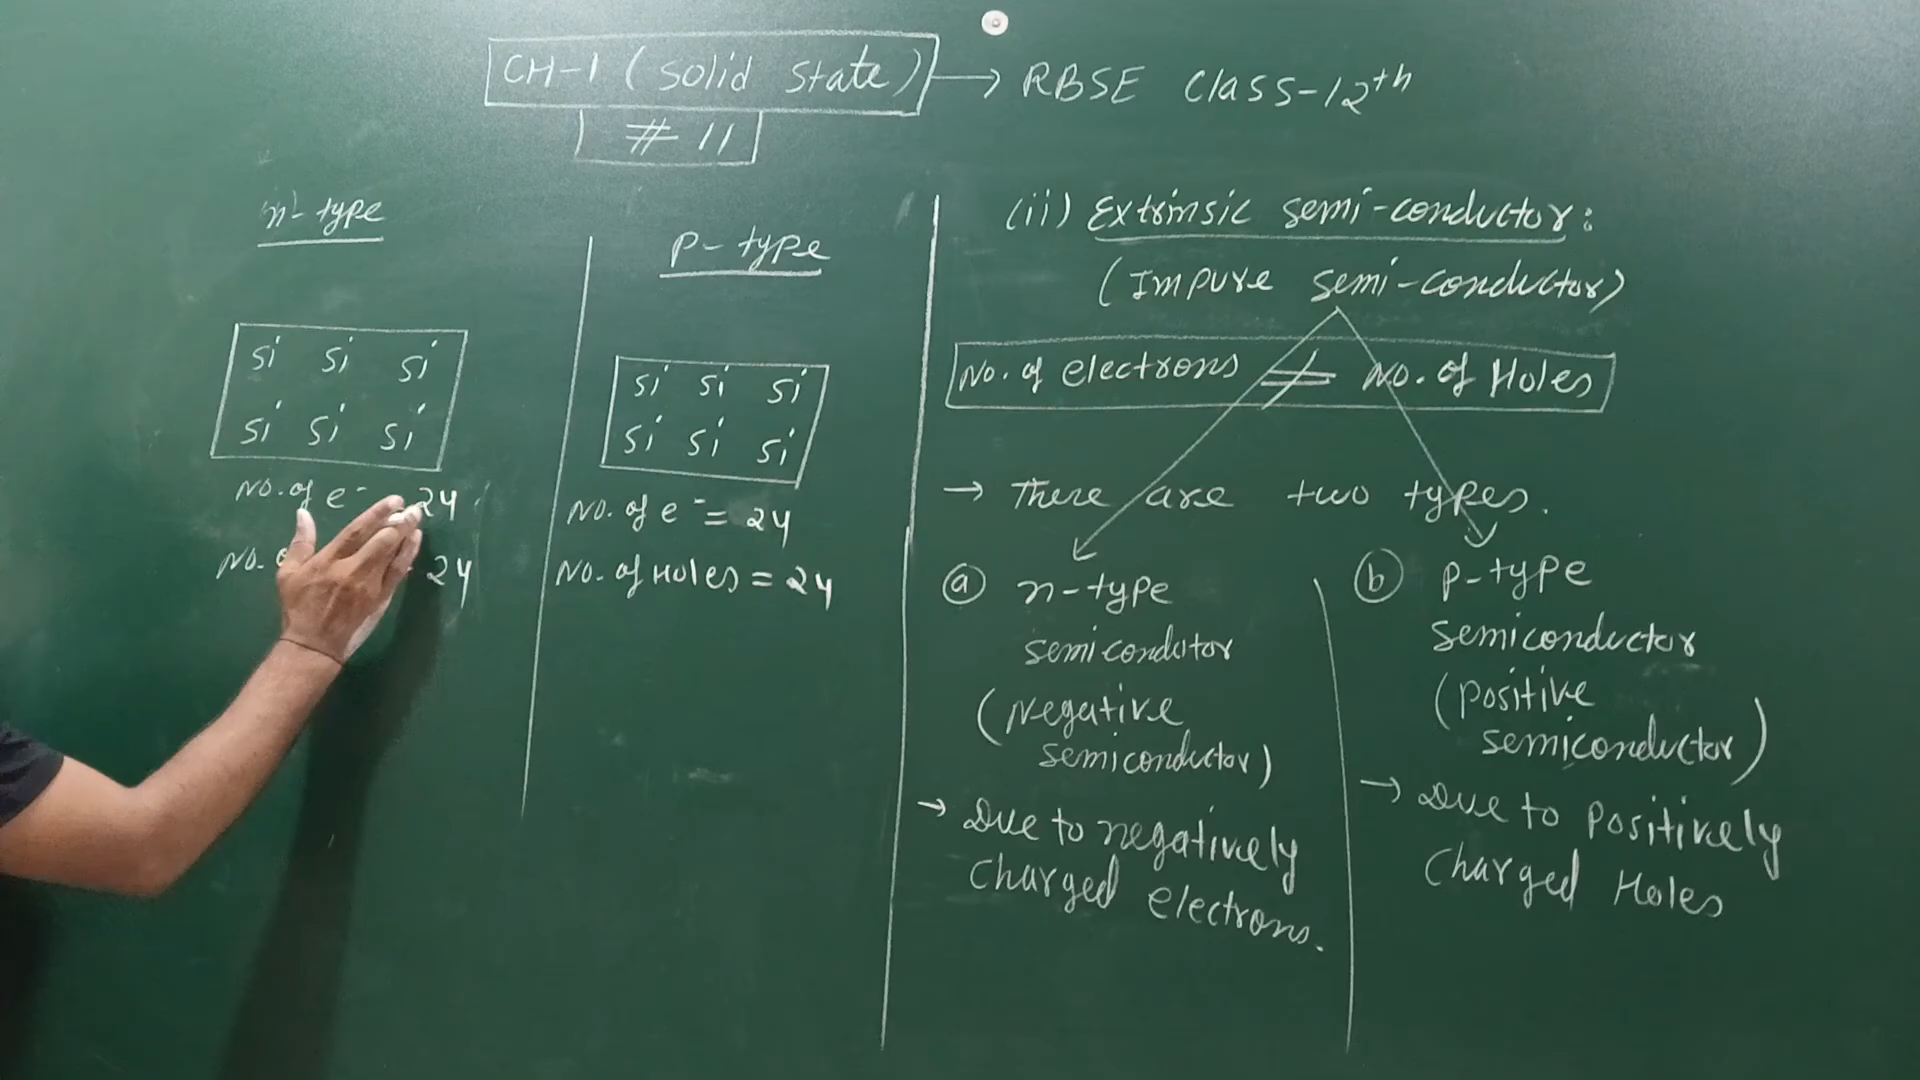 CH-1 (Solid State) → RBSE Class-12th
# 11
n-type
Si Si Si
Si Si Si
No. of e⁻ 24
No. 24
P-type
Si Si Si
Si Si Si
No. of e⁻ = 24
No. of Holes = 24
(ii) Extrinsic semi-conductor:
(Impure semi-conductor)
No. of electrons ≠ No. of Holes
→ There are two types.
(a) n-type
semicondutor
(Negative
semiconductor)
→ Due to negatively
charged electrons.
(b) P-type
semiconductor
(Positive
semiconductor)
→ Due to Positively
Charged Holes